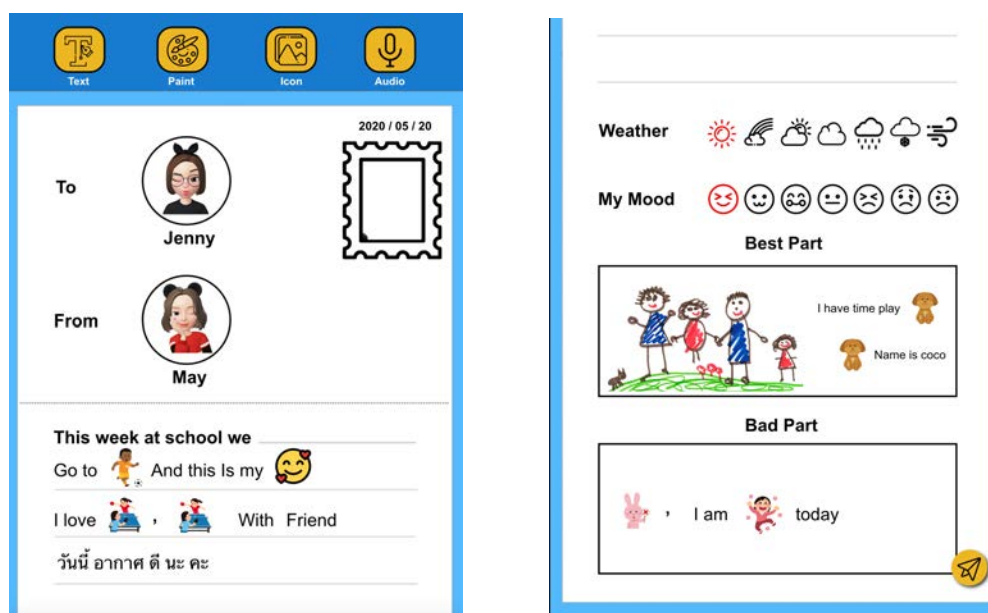 Text Paint Icon Audio
2020 / 05 / 20
To
Jenny
From
May
This week at school we
Go to And this Is my
I love , With Friend
วันนี้ อากาศ ดี นะ คะ
Weather
My Mood
Best Part
I have time play
Name is coco
Bad Part
, I am today